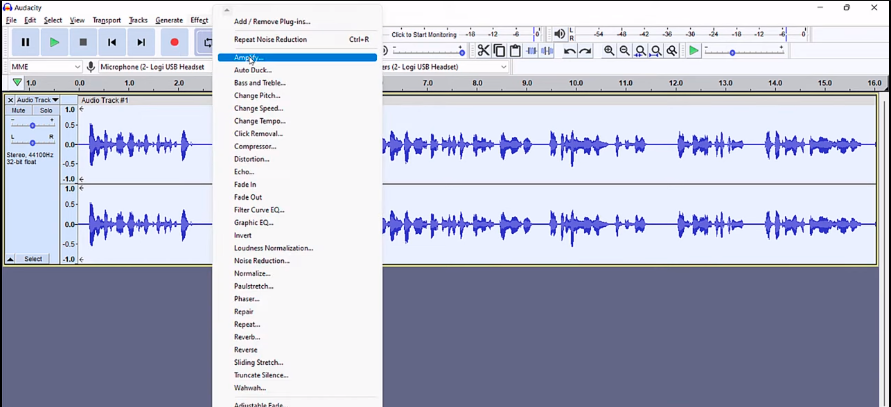 Audacity
File Edit Select View Transport Tracks Generate Effect
Add / Remove Plug-ins...
Repeat Noise Reduction Ctrl+R
Amplify...
Auto Duck...
Bass and Treble...
Change Pitch...
Change Speed...
Change Tempo...
Click Removal...
Compressor...
Distortion...
Echo...
Fade In
Fade Out
Filter Curve EQ...
Graphic EQ...
Invert
Loudness Normalization...
Noise Reduction...
Normalize...
Paulstretch...
Phaser...
Repair
Repeat...
Reverb...
Reverse
Sliding Stretch...
Truncate Silence...
Wahwah...
Adjustable Fade
Click to Start Monitoring -18 -12 -6 0
L
R
-54 -48 -42 -36 -30 -24 -18 -12 -6 0
MME Microphone (2- Logi USB Headset ers (2- Logi USB Headset)
1.0 1.0 2.0 7.0 8.0 9.0 10.0 11.0 12.0 13.0 14.0 15.0 16.0
Audio Track Audio Track #1
Mute Solo
- +
L R
Stereo, 44100Hz
32-bit float
Select
1.0
0.5
0.0
-0.5
-1.0
1.0
0.5
0.0
-0.5
-1.0